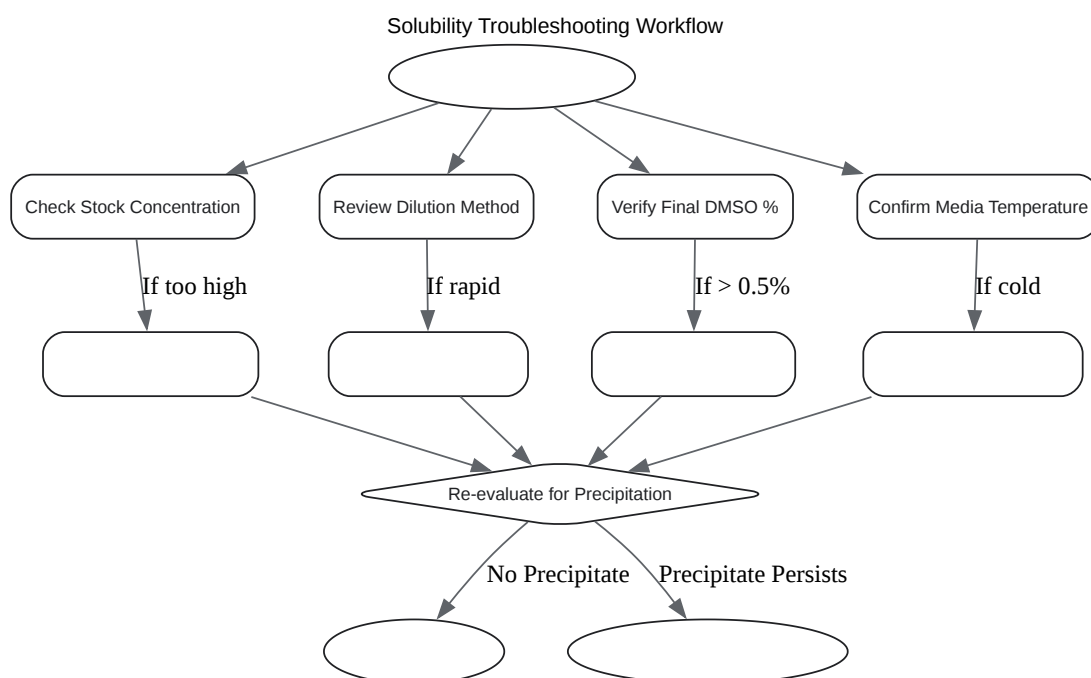 Solubility Troubleshooting Workflow
Check Stock Concentration
Review Dilution Method
Verify Final DMSO %
Confirm Media Temperature
If too high
If rapid
If > 0.5%
If cold
Re-evaluate for Precipitation
No Precipitate
Precipitate Persists